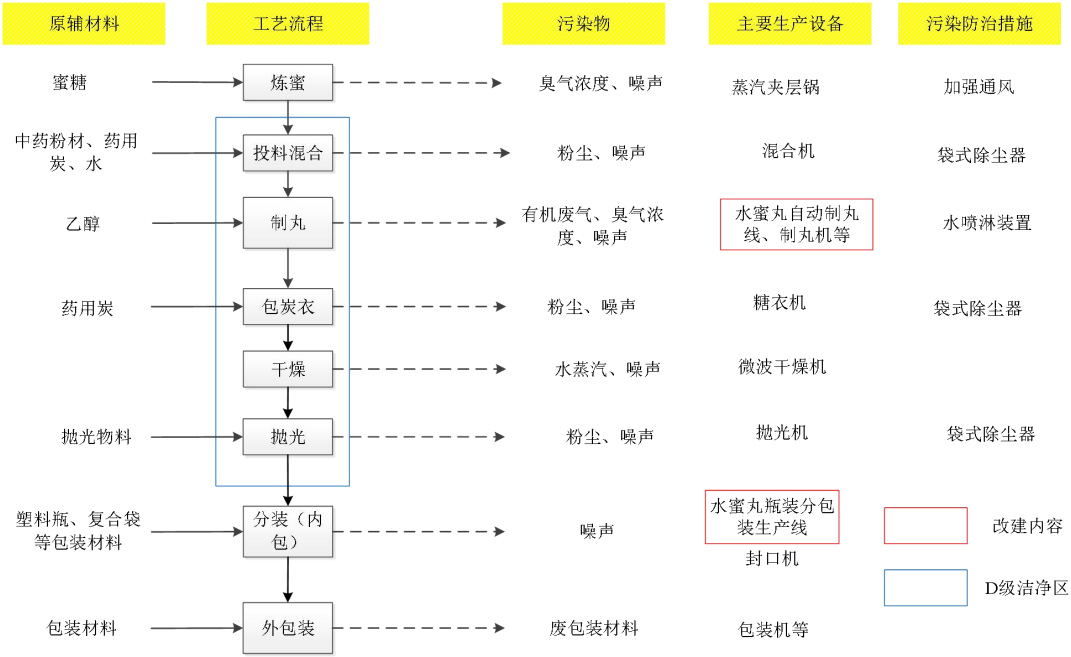 原辅材料 工艺流程 污染物 主要生产设备 污染防治措施
蜜糖 炼蜜 臭气浓度、噪声 蒸汽夹层锅 加强通风
中药粉材、药用
炭、水
投料混合 粉尘、噪声 混合机 袋式除尘器
乙醇 制丸
有机废气、臭气浓
度、噪声
水蜜丸自动制丸
线、制丸机等
水喷淋装置
药用炭 包炭衣 粉尘、噪声 糖衣机 袋式除尘器
干燥 水蒸汽、噪声 微波干燥机
抛光物料 抛光 粉尘、噪声 抛光机 袋式除尘器
塑料瓶、复合袋
等包装材料
分装（内
包）
噪声
水蜜丸瓶装分包
装生产线
封口机
改建内容
D级洁净区
包装材料 外包装 废包装材料 包装机等